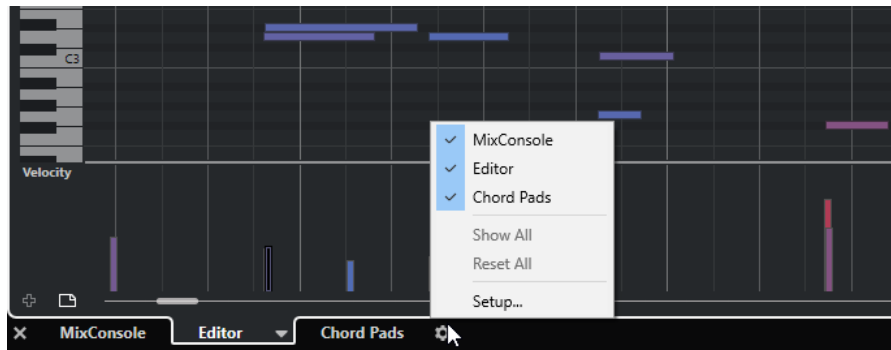 C3
Velocity
MixConsole
Editor
Chord Pads
Show All
Reset All
Setup...
MixConsole Editor Chord Pads